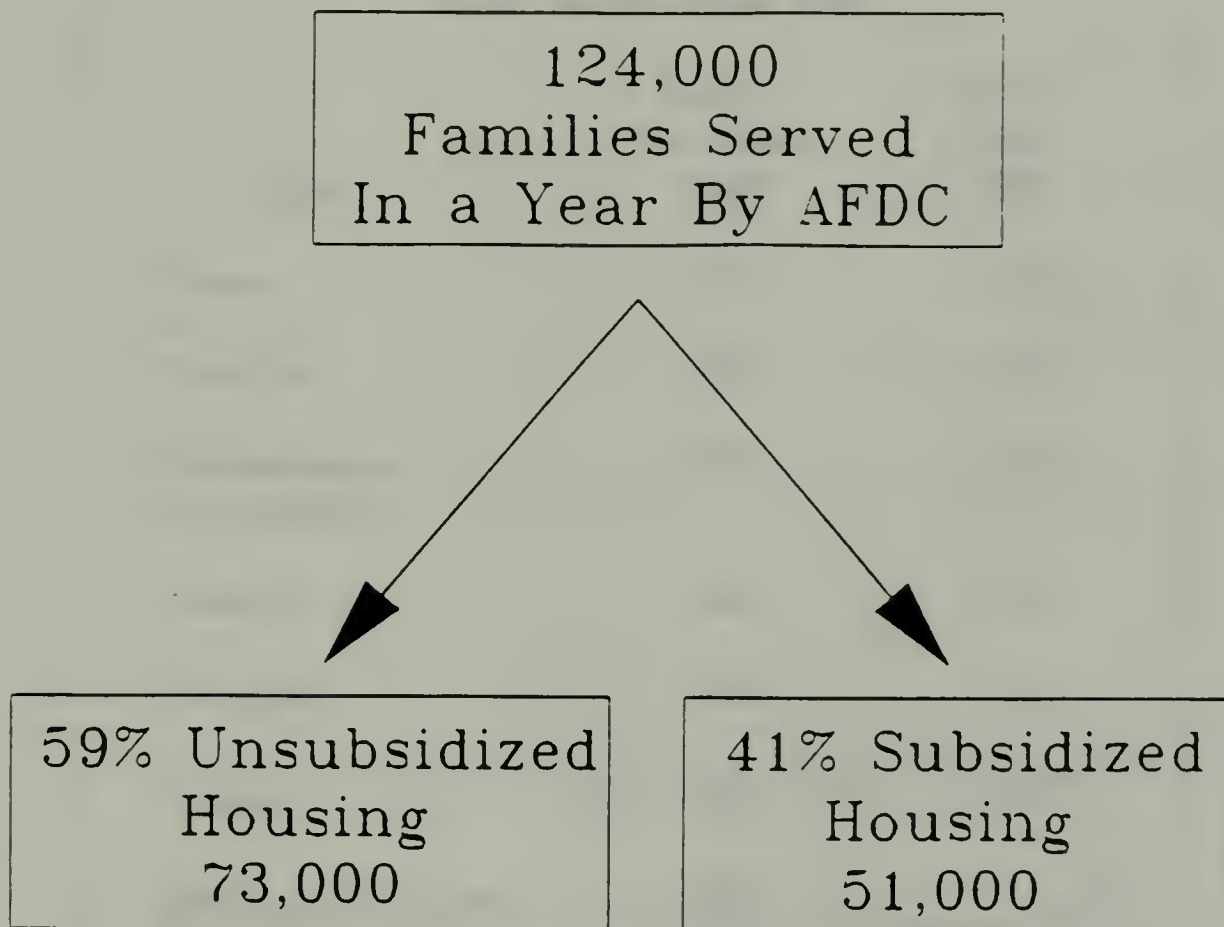 124,000
Families Served
In a Year By AFDC
59% Unsubsidized
Housing
73,000
41% Subsidized
Housing
51,000